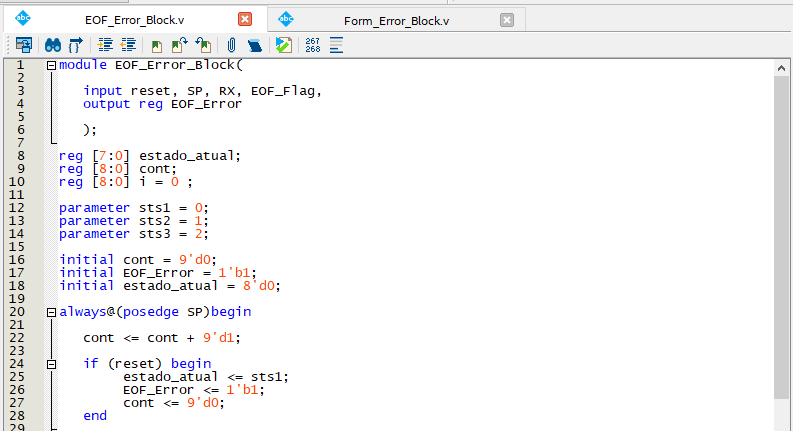 EOF_Error_Block.v
Form_Error_Block.v
267
268
1 module EOF_Error_Block(
2
3 input reset, SP, RX, EOF_Flag,
4 output reg EOF_Error
5
6 );
7
8 reg [7:0] estado_atual;
9 reg [8:0] cont;
10 reg [8:0] i = 0 ;
11
12 parameter sts1 = 0;
13 parameter sts2 = 1;
14 parameter sts3 = 2;
15
16 initial cont = 9'd0;
17 initial EOF_Error = 1'b1;
18 initial estado_atual = 8'd0;
19
20 always@(posedge SP)begin
21
22 cont <= cont + 9'd1;
23
24 if (reset) begin
25 estado_atual <= sts1;
26 EOF_Error <= 1'b1;
27 cont <= 9'd0;
28 end
29